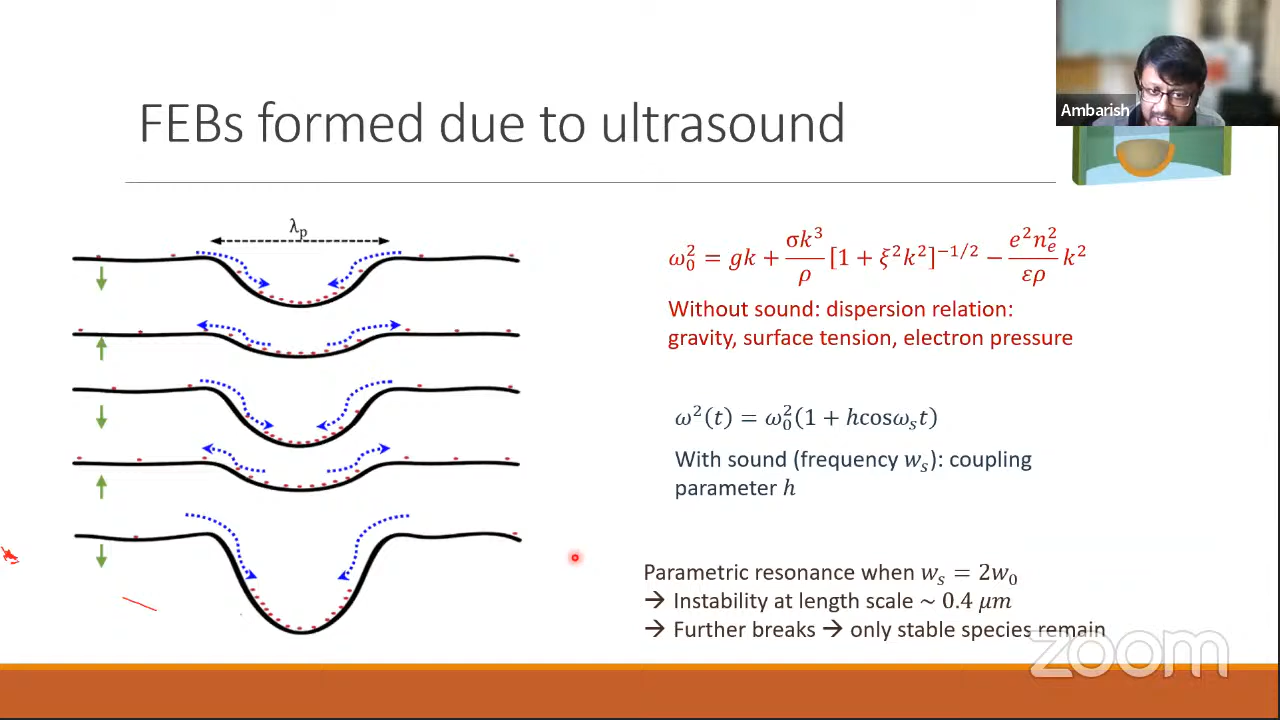 Ambarish
FEBs formed due to ultrasound
λₚ
ω₀² = gk + σk³/ρ [1 + ξ²k²]^{-1/2} − e²nₑ²/ερ k²
Without sound: dispersion relation:
gravity, surface tension, electron pressure
ω²(t) = ω₀²(1 + hcosωₛt)
With sound (frequency wₛ): coupling
parameter h
Parametric resonance when wₛ = 2w₀
→ Instability at length scale ~ 0.4 μm
→ Further breaks → only stable species remain
zoom